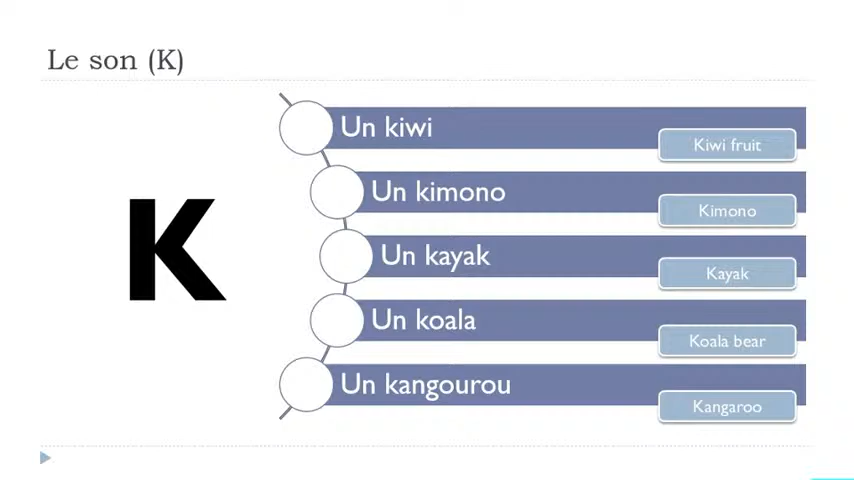 Le son (K)
K
Un kiwi
Kiwi fruit
Un kimono
Kimono
Un kayak
Kayak
Un koala
Koala bear
Un kangourou
Kangaroo